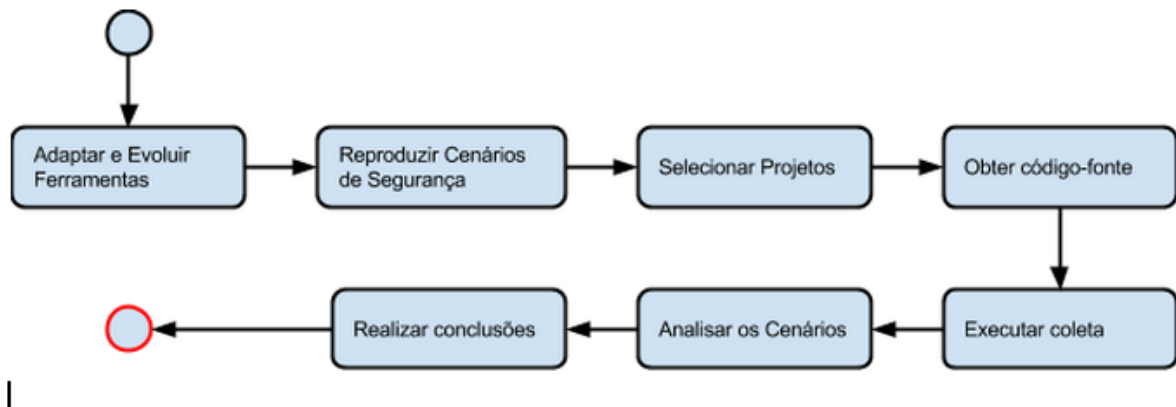 Adaptar e Evoluir
Ferramentas
Reproduzir Cenários
de Segurança
Selecionar Projetos
Obter código-fonte
Executar coleta
Analisar os Cenários
Realizar conclusões